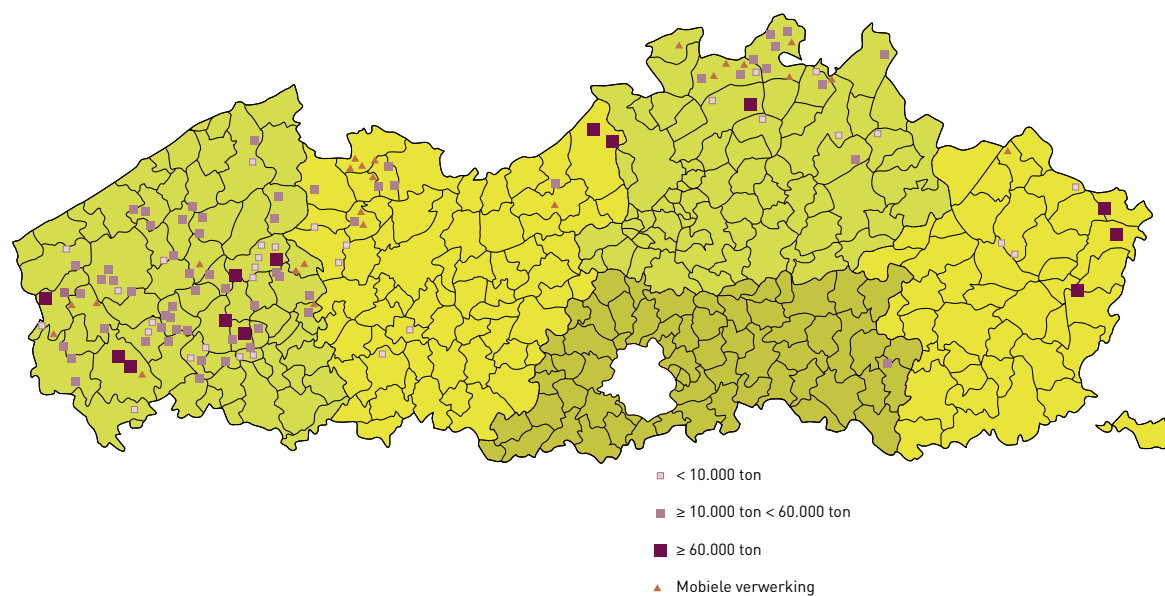 < 10.000 ton
≥ 10.000 ton < 60.000 ton
≥ 60.000 ton
Mobiele verwerking